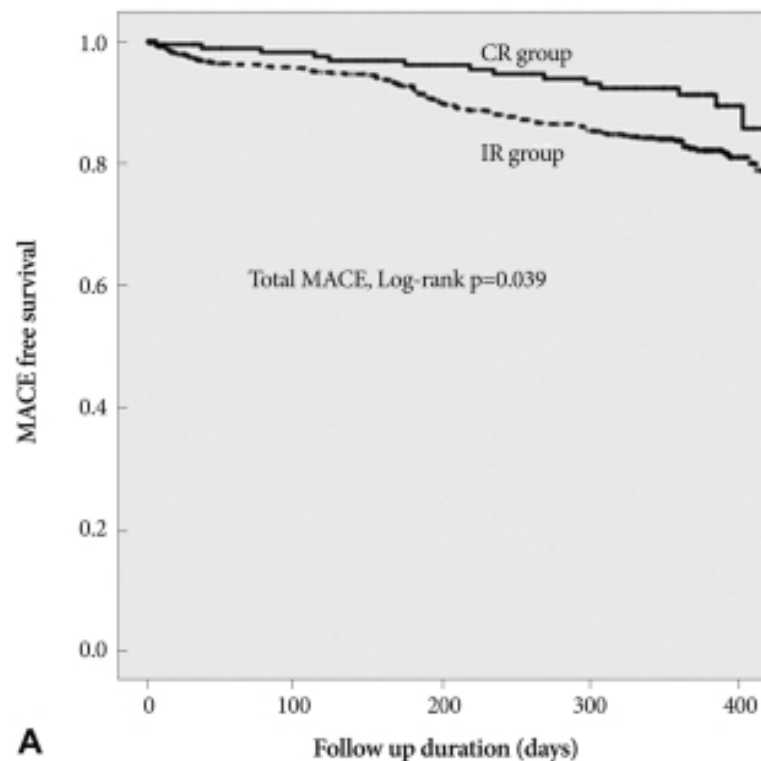 1.0
CR group
0.8
IR group
0.6
Total MACE, Log-rank p=0.039
MACE free survival
0.4
0.2
0.0
0 100 200 300 400
A
Follow up duration (days)